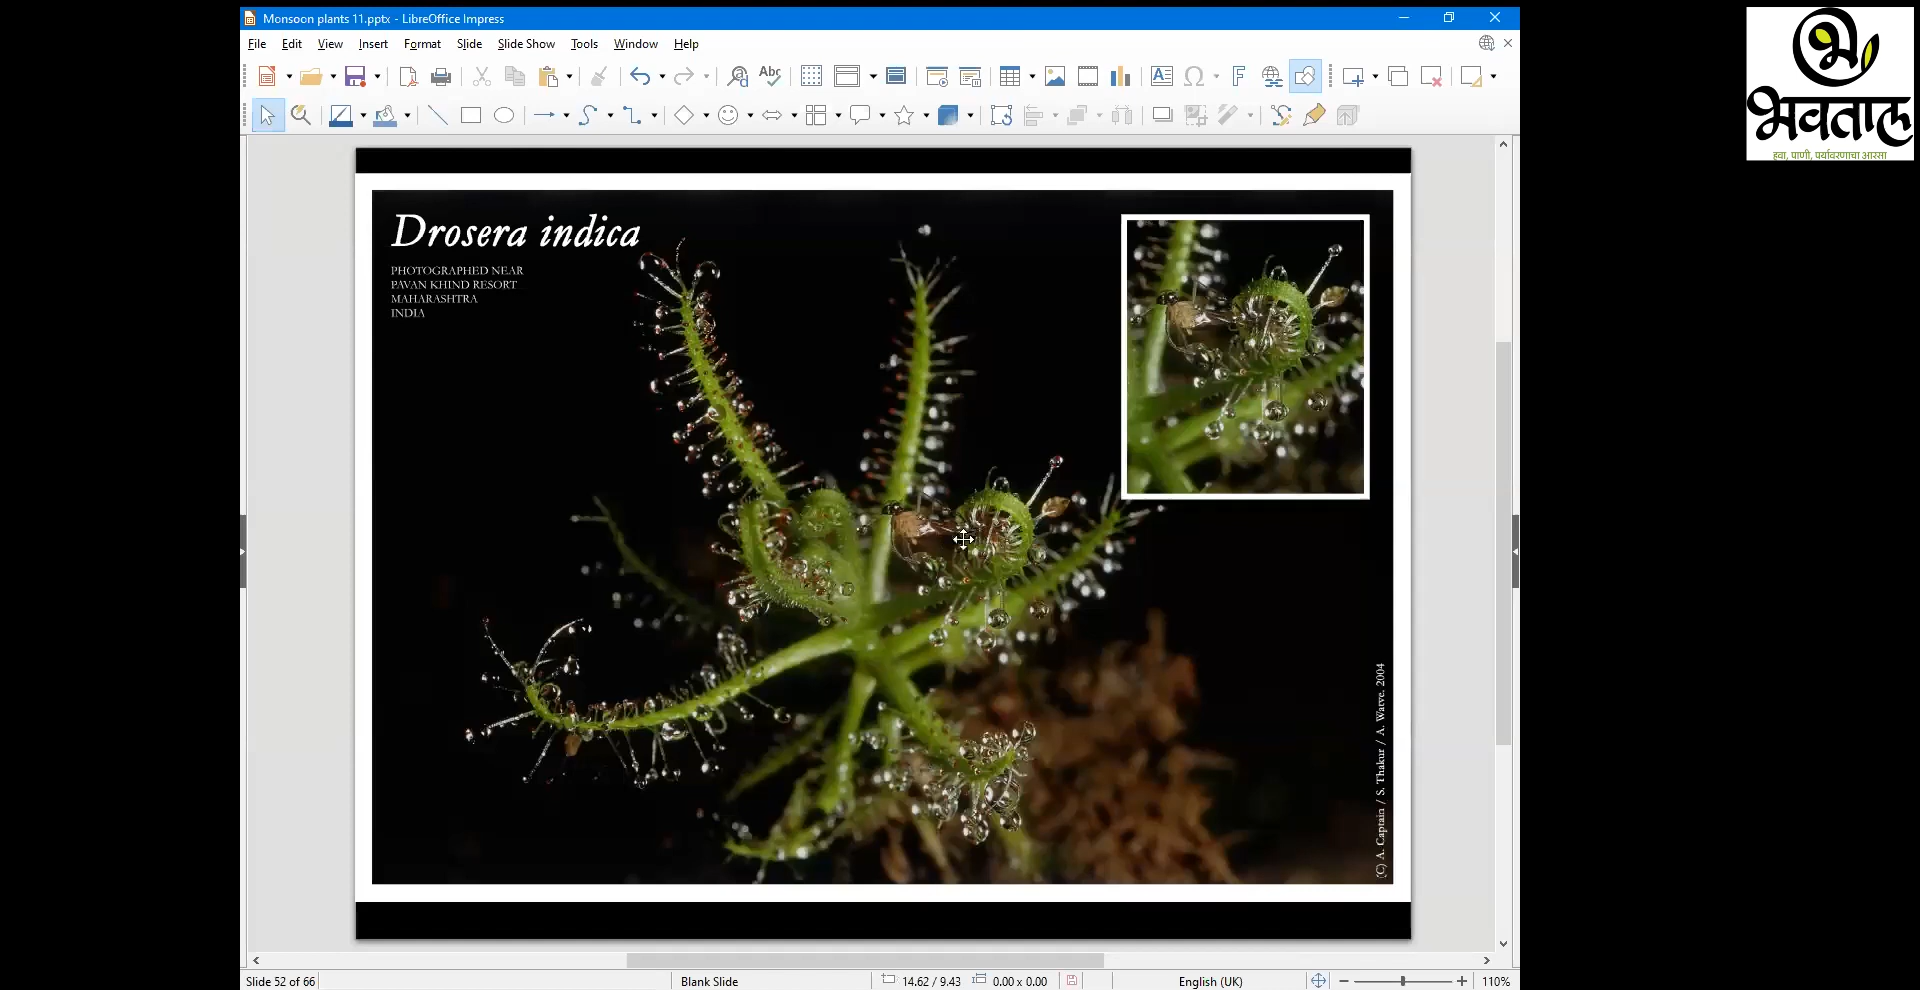 Monsoon plants 11.pptx - LibreOffice Impress
File Edit View Insert Format Slide Slide Show Tools Window Help
Abc
भ
भवताल
हवा, पाणी, पर्यावरणाचा आरसा
Drosera indica
PHOTOGRAPHED NEAR
PAVAN KHIND RESORT
MAHARASHTRA
INDIA
(C) A. Captain / S. Thakur / A. Warve. 2004
Slide 52 of 66 Blank Slide 14.62 / 9.43 0.00 x 0.00 English (UK) 110%